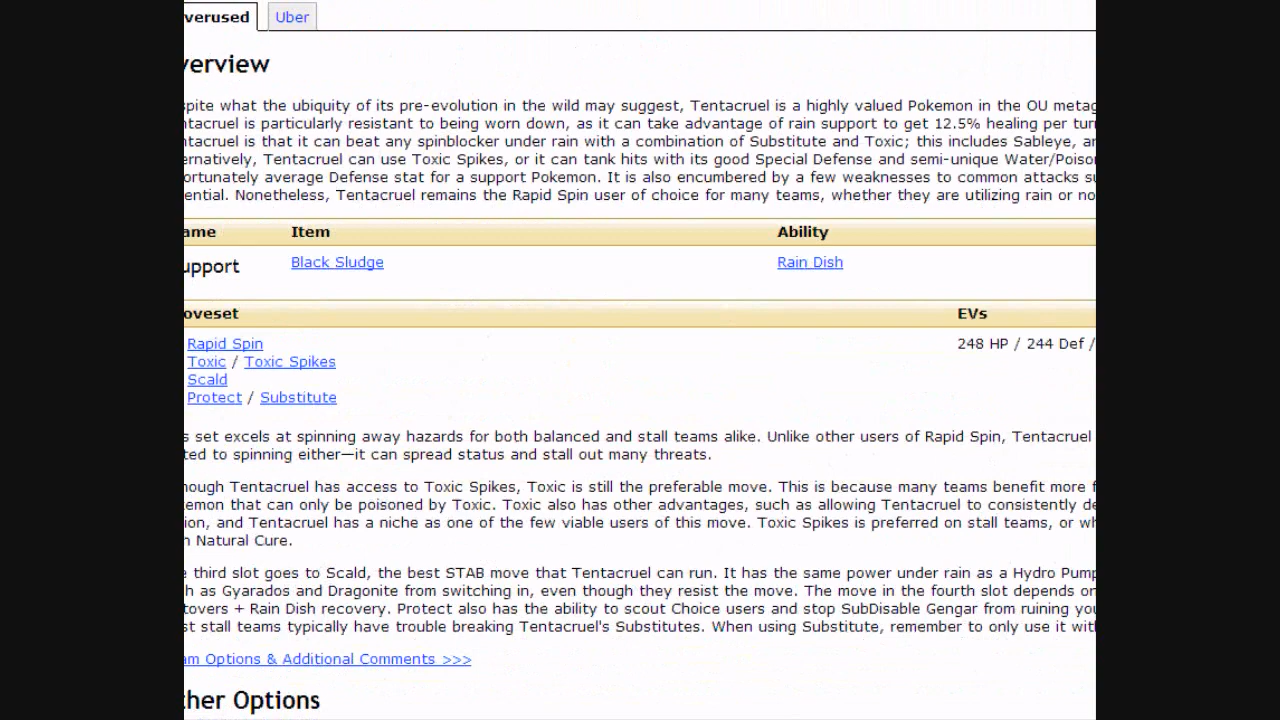 verused Uber
verview
spite what the ubiquity of its pre-evolution in the wild may suggest, Tentacruel is a highly valued Pokemon in the OU metag
ntacruel is particularly resistant to being worn down, as it can take advantage of rain support to get 12.5% healing per tur
ntacruel is that it can beat any spinblocker under rain with a combination of Substitute and Toxic; this includes Sableye, ar
ernatively, Tentacruel can use Toxic Spikes, or it can tank hits with its good Special Defense and semi-unique Water/Poiso
ortunately average Defense stat for a support Pokemon. It is also encumbered by a few weaknesses to common attacks su
ential. Nonetheless, Tentacruel remains the Rapid Spin user of choice for many teams, whether they are utilizing rain or no
ame Item Ability
upport Black Sludge Rain Dish
oveset EVs
Rapid Spin 248 HP / 244 Def /
Toxic / Toxic Spikes
Scald
Protect / Substitute
s set excels at spinning away hazards for both balanced and stall teams alike. Unlike other users of Rapid Spin, Tentacruel
ted to spinning either—it can spread status and stall out many threats.
hough Tentacruel has access to Toxic Spikes, Toxic is still the preferable move. This is because many teams benefit more f
emon that can only be poisoned by Toxic. Toxic also has other advantages, such as allowing Tentacruel to consistently de
ion, and Tentacruel has a niche as one of the few viable users of this move. Toxic Spikes is preferred on stall teams, or wh
h Natural Cure.
e third slot goes to Scald, the best STAB move that Tentacruel can run. It has the same power under rain as a Hydro Pump
h as Gyarados and Dragonite from switching in, even though they resist the move. The move in the fourth slot depends on
tovers + Rain Dish recovery. Protect also has the ability to scout Choice users and stop SubDisable Gengar from ruining you
st stall teams typically have trouble breaking Tentacruel's Substitutes. When using Substitute, remember to only use it wit
am Options & Additional Comments >>>
ther Options